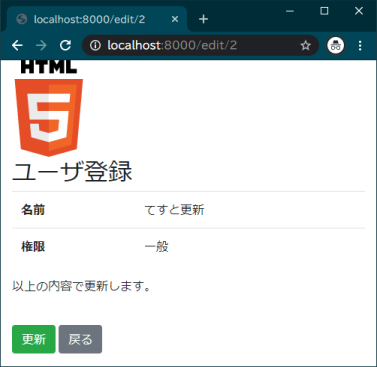 localhost:8000/edit/2
localhost:8000/edit/2
HTML
5
ユーザ登録
名前 てすと更新
権限 一般
以上の内容で更新します。
更新 戻る